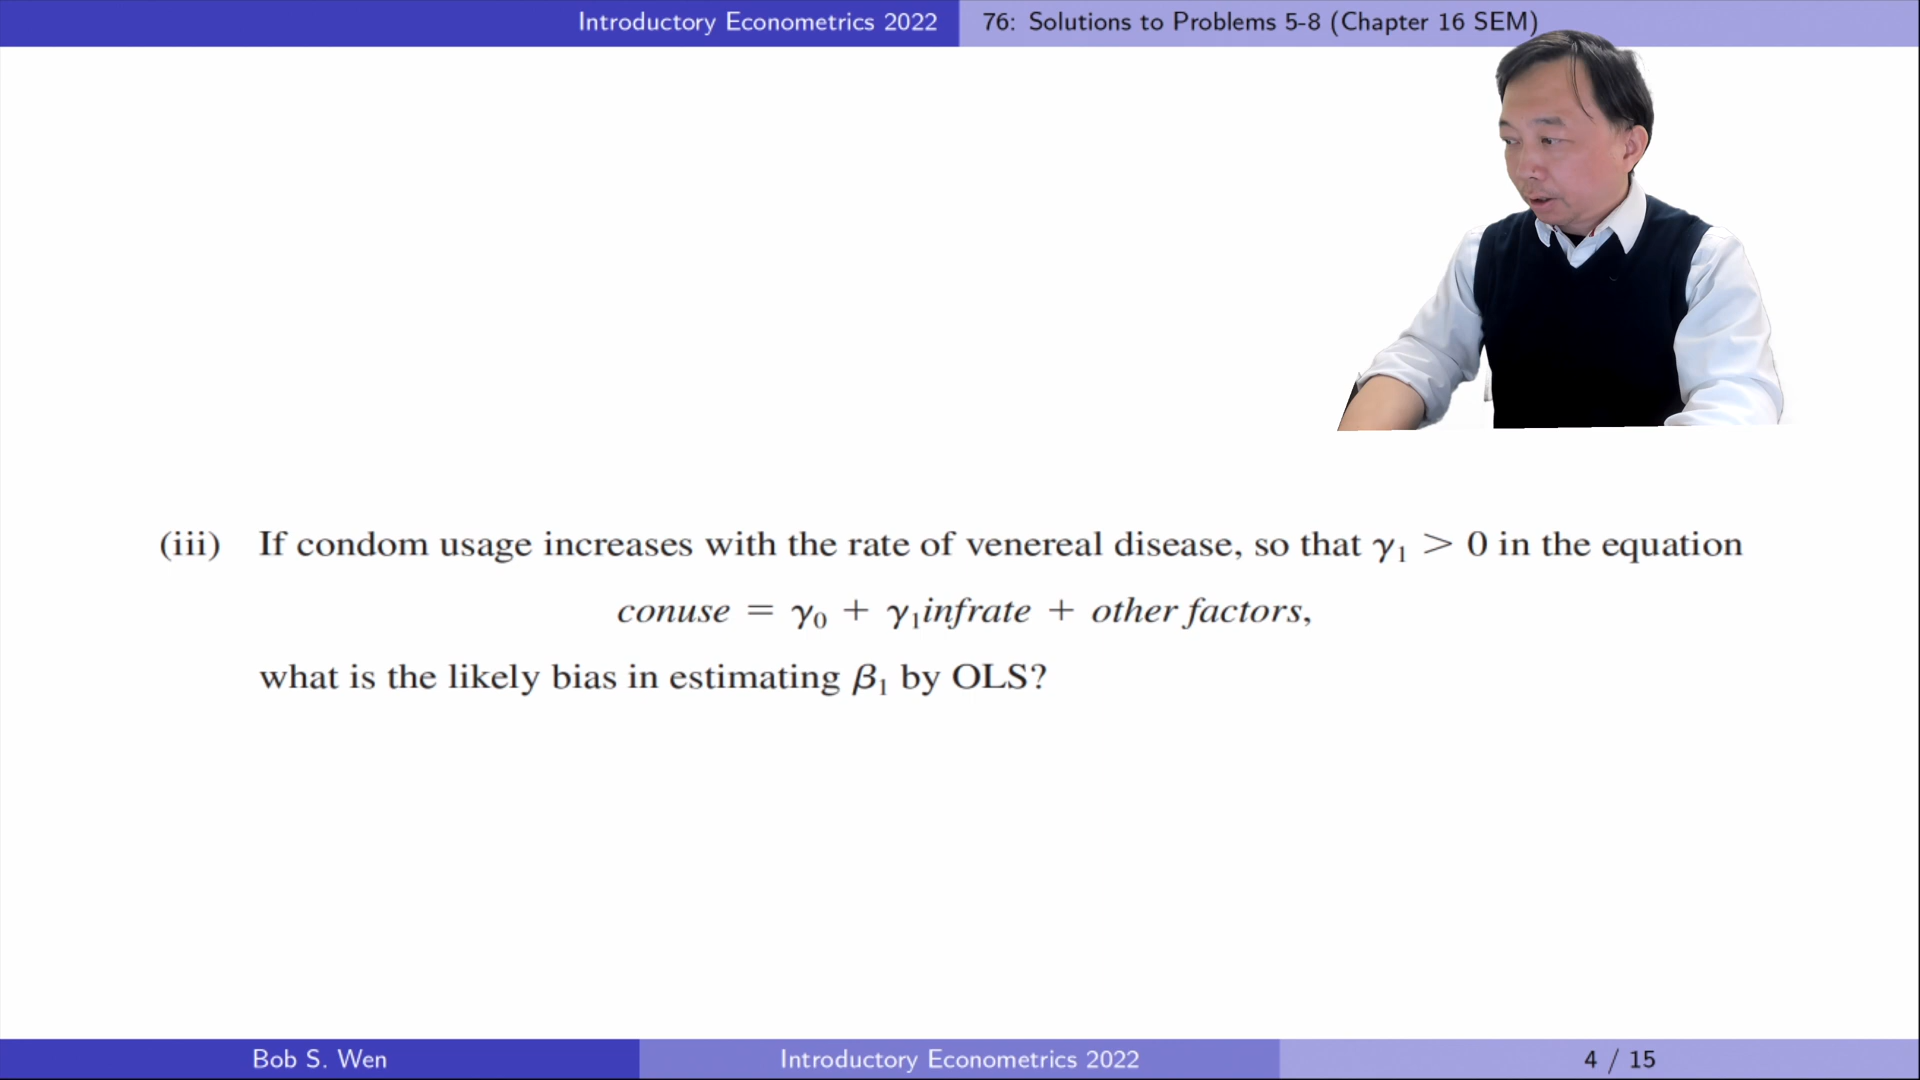 Introductory Econometrics 2022
76: Solutions to Problems 5-8 (Chapter 16 SEM)
(iii) If condom usage increases with the rate of venereal disease, so that γ₁ > 0 in the equation
conuse = γ₀ + γ₁infrate + other factors,
what is the likely bias in estimating β₁ by OLS?
Bob S. Wen
Introductory Econometrics 2022
4 / 15